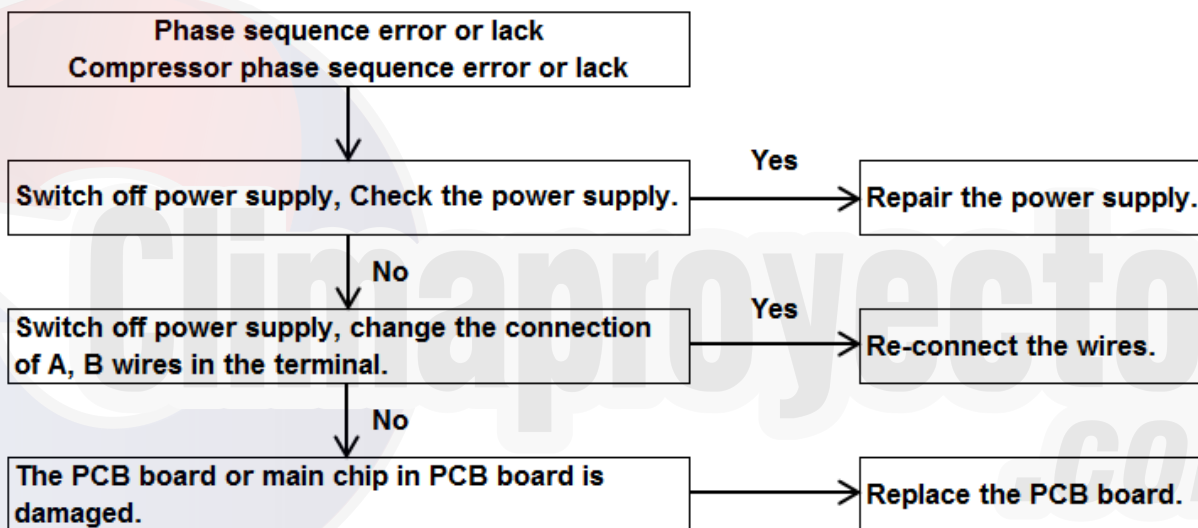 Phase sequence error or lack
Compressor phase sequence error or lack
Switch off power supply, Check the power supply.
Yes
Repair the power supply.
No
Switch off power supply, change the connection
of A, B wires in the terminal.
Yes
Re-connect the wires.
No
The PCB board or main chip in PCB board is
damaged.
Replace the PCB board.
Climaproyecto
.co